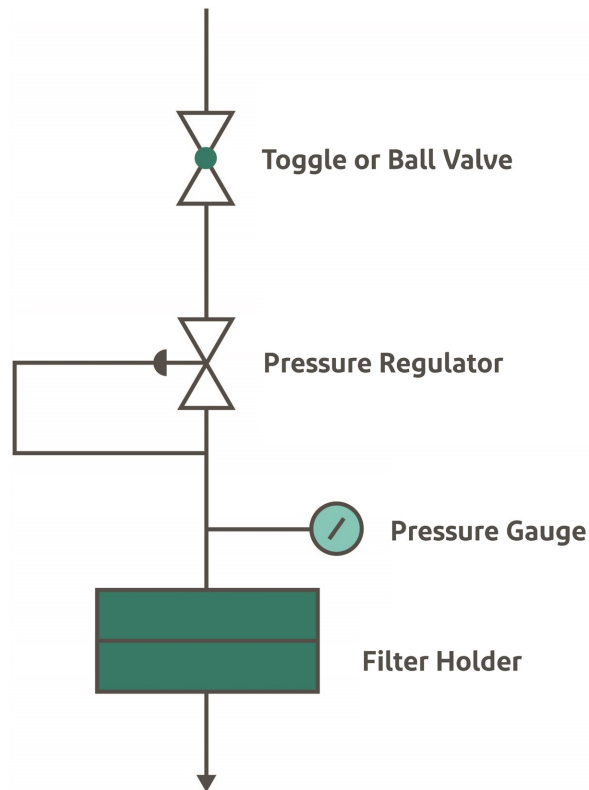 Toggle or Ball Valve
Pressure Regulator
Pressure Gauge
Filter Holder